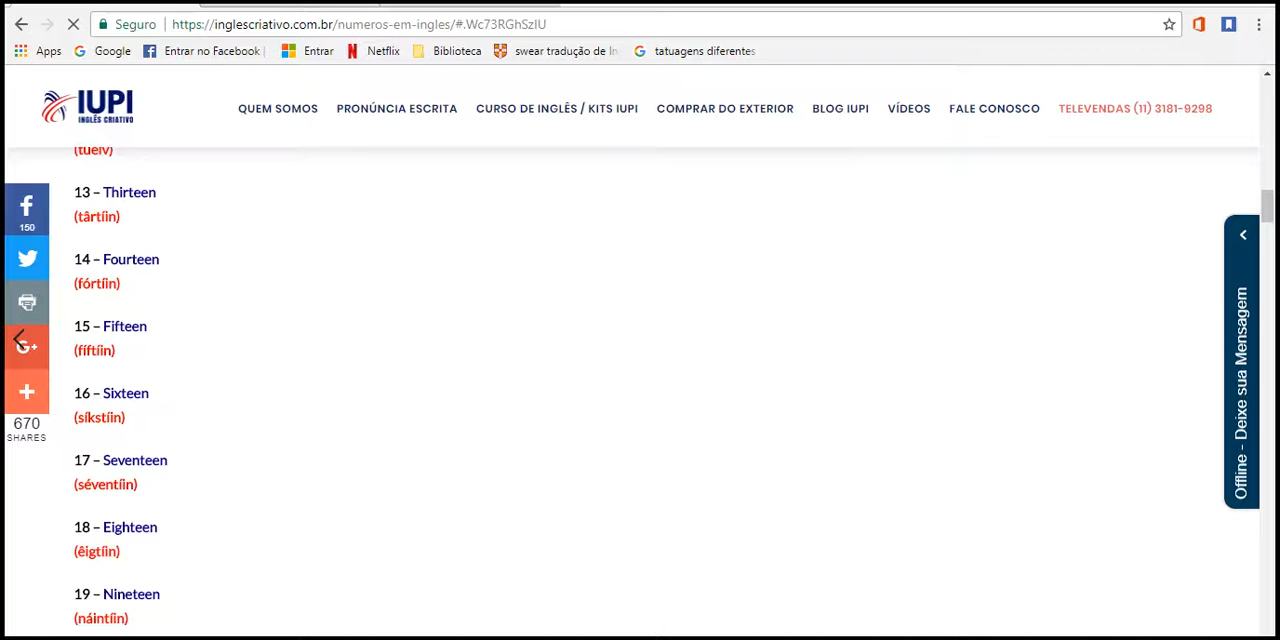 Seguro
https://inglescriativo.com.br/numeros-em-ingles/#.Wc73RGhSzIU
Apps
Google
Entrar no Facebook
Entrar
Netflix
Biblioteca
swear tradução de
tatuagens diferentes
IUPI
INGLÊS CRIATIVO
QUEM SOMOS
PRONÚNCIA ESCRITA
CURSO DE INGLÊS / KITS IUPI
COMPRAR DO EXTERIOR
BLOG IUPI
VÍDEOS
FALE CONOSCO
TELEVENDAS (11) 3181-9298
(tuélv)
13 – Thirteen
(târtíin)
14 – Fourteen
(fórtíin)
15 – Fifteen
(fíftíin)
16 – Sixteen
(síkstíin)
17 – Seventeen
(séventíin)
18 – Eighteen
(êigtíin)
19 – Nineteen
(náintíin)
150
G+
670
SHARES
Offline - Deixe sua Mensagem